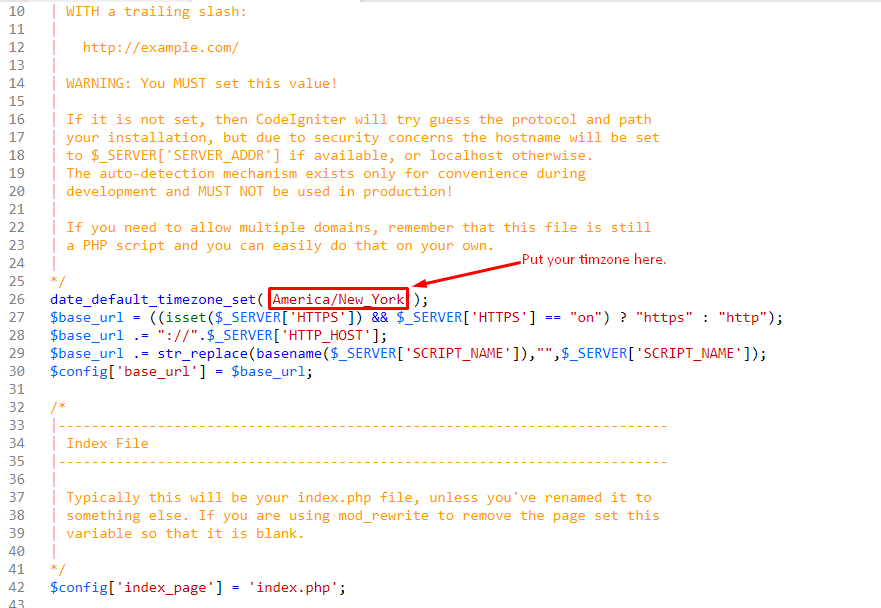 10 | WITH a trailing slash:
11 |
12 | http://example.com/
13 |
14 | WARNING: You MUST set this value!
15 |
16 | If it is not set, then CodeIgniter will try guess the protocol and path
17 | your installation, but due to security concerns the hostname will be set
18 | to $_SERVER['SERVER_ADDR'] if available, or localhost otherwise.
19 | The auto-detection mechanism exists only for convenience during
20 | development and MUST NOT be used in production!
21 |
22 | If you need to allow multiple domains, remember that this file is still
23 | a PHP script and you can easily do that on your own.
Put your timzone here.
24 |
25 */
26 date_default_timezone_set('America/New_York');
27 $base_url = ((isset($_SERVER['HTTPS']) && $_SERVER['HTTPS'] == "on") ? "https" : "http");
28 $base_url .= "://".$_SERVER['HTTP_HOST'];
29 $base_url .= str_replace(basename($_SERVER['SCRIPT_NAME']),"",$_SERVER['SCRIPT_NAME']);
30 $config['base_url'] = $base_url;
31
32 /*
33 |--------------------------------------------------------------------------
34 | Index File
35 |--------------------------------------------------------------------------
36 |
37 | Typically this will be your index.php file, unless you've renamed it to
38 | something else. If you are using mod_rewrite to remove the page set this
39 | variable so that it is blank.
40 |
41 */
42 $config['index_page'] = 'index.php';
43